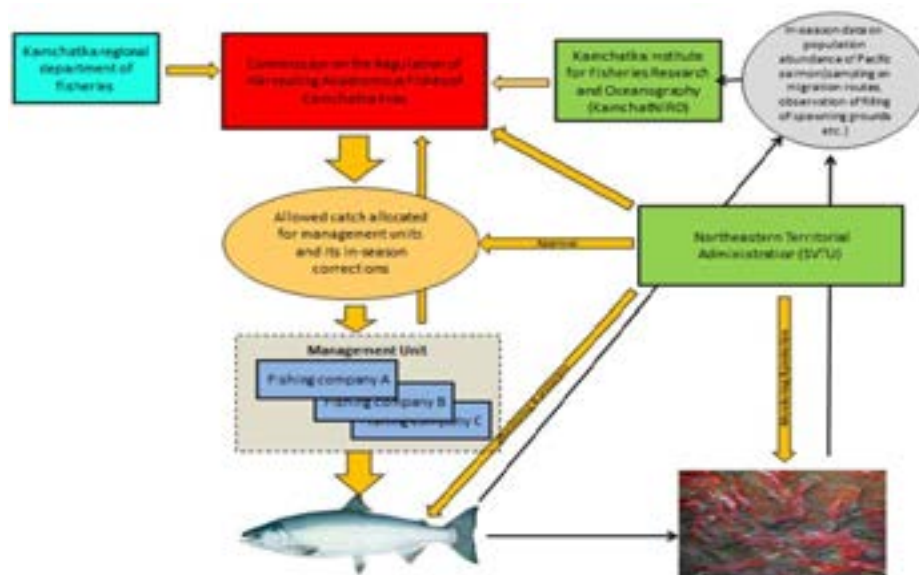 Kamchatka regional
department of
fisheries
Commission on the Regulation of
Harvesting Anadromous Fishes of
Kamchatka Krai
Kamchatka Institute
for Fisheries Research
and Oceanography
(KamchatNIRO)
In-season data on
population
abundance of Pacific
salmon (sampling on
migration routes,
observation of filling
of spawning grounds
etc.)
Allowed catch allocated
for management units
and its in-season
corrections
Northeastern Territorial
Administration (SVTU)
Management Unit
Fishing company A
Fishing company B
Fishing company C